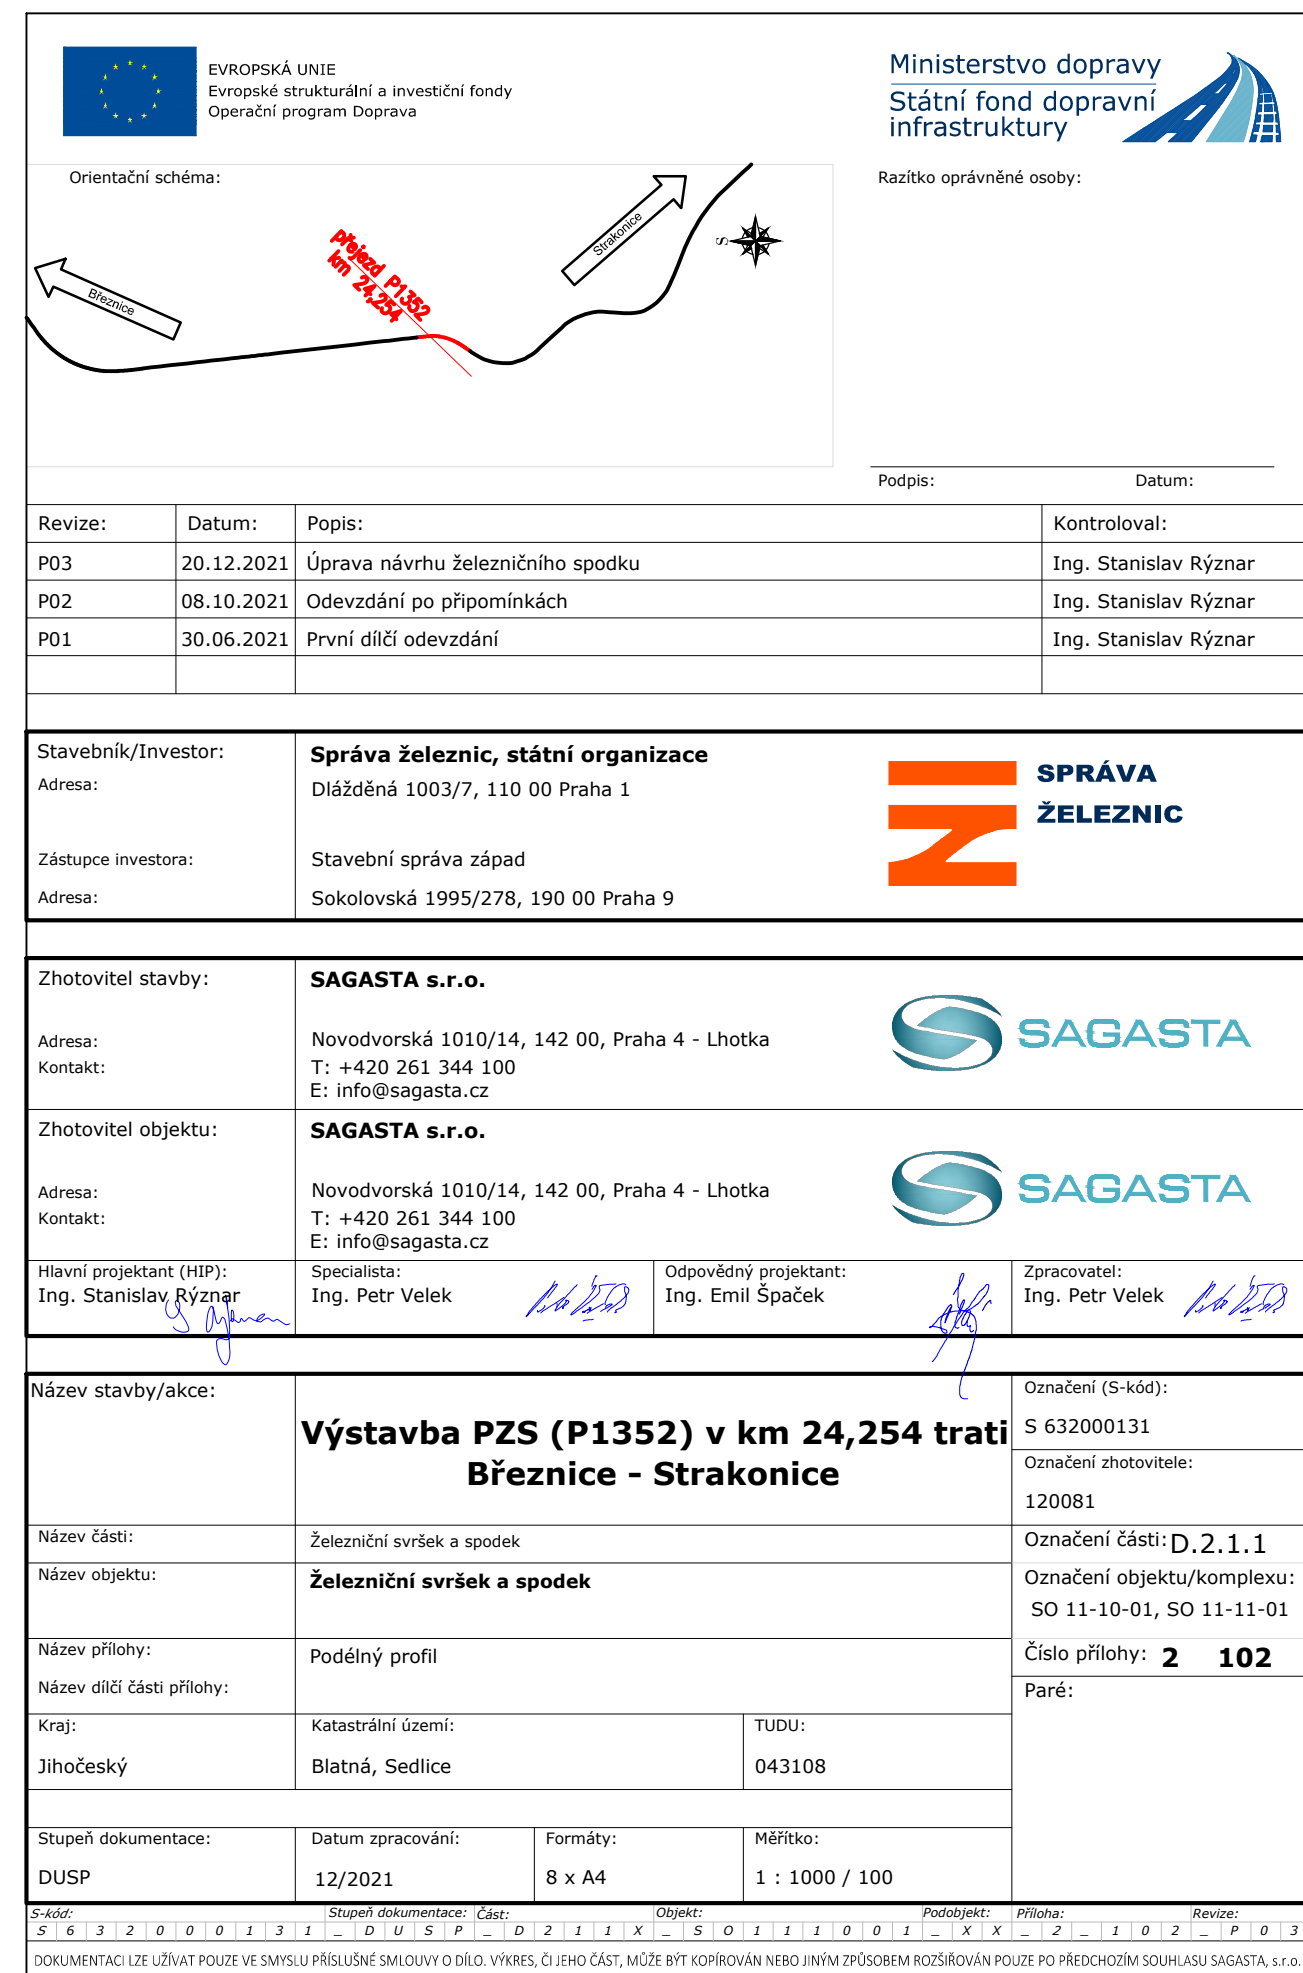 EVROPSKÁ UNIE
Evropské strukturální a investiční fondy
Operační program Doprava
Ministerstvo dopravy
Státní fond dopravní
infrastruktury
Orientační schéma:
Razítko oprávněné osoby:
Březnice
přejezd P1352
km 24,254
Strakonice
S
Podpis: Datum:
Revize: Datum: Popis: Kontroloval:
P03 20.12.2021 Úprava návrhu železničního spodku Ing. Stanislav Rýznar
P02 08.10.2021 Odevzdání po připomínkách Ing. Stanislav Rýznar
P01 30.06.2021 První dílčí odevzdání Ing. Stanislav Rýznar
Stavebník/Investor: Správa železnic, státní organizace
Adresa: Dlážděná 1003/7, 110 00 Praha 1
SPRÁVA
ŽELEZNIC
Zástupce investora: Stavební správa západ
Adresa: Sokolovská 1995/278, 190 00 Praha 9
Zhotovitel stavby: SAGASTA s.r.o.
SAGASTA
Adresa: Novodvorská 1010/14, 142 00, Praha 4 - Lhotka
Kontakt: T: +420 261 344 100
E: info@sagasta.cz
Zhotovitel objektu: SAGASTA s.r.o.
SAGASTA
Adresa: Novodvorská 1010/14, 142 00, Praha 4 - Lhotka
Kontakt: T: +420 261 344 100
E: info@sagasta.cz
Hlavní projektant (HIP): Specialista: Odpovědný projektant: Zpracovatel:
Ing. Stanislav Rýznar Ing. Petr Velek Ing. Emil Špaček Ing. Petr Velek
Název stavby/akce:
Výstavba PZS (P1352) v km 24,254 trati
Březnice - Strakonice
Označení (S-kód):
S 632000131
Označení zhotovitele:
120081
Název části: Železniční svršek a spodek
Označení části: D.2.1.1
Název objektu: Železniční svršek a spodek
Označení objektu/komplexu:
SO 11-10-01, SO 11-11-01
Název přílohy: Podélný profil
Číslo přílohy: 2 102
Název dílčí části přílohy:
Paré:
Kraj: Katastrální území: TUDU:
Jihočeský Blatná, Sedlice 043108
Stupeň dokumentace: Datum zpracování: Formáty: Měřítko:
DUSP 12/2021 8 x A4 1 : 1000 / 100
S-kód: Stupeň dokumentace: Část: Objekt: Podobjekt: Příloha: Revize:
S 6 3 2 0 0 0 1 3 1 _ D U S P _ D 2 1 1 X _ S O 1 1 1 0 0 1 _ X X _ 2 _ 1 0 2 _ P 0 3
DOKUMENTACI LZE UŽÍVAT POUZE VE SMYSLU PŘÍSLUŠNÉ SMLOUVY O DÍLO. VÝKRES, ČI JEHO ČÁST, MŮŽE BÝT KOPÍROVÁN NEBO JINÝM ZPŮSOBEM ROZŠIŘOVÁN POUZE PO PŘEDCHOZÍM SOUHLASU SAGASTA, s.r.o.